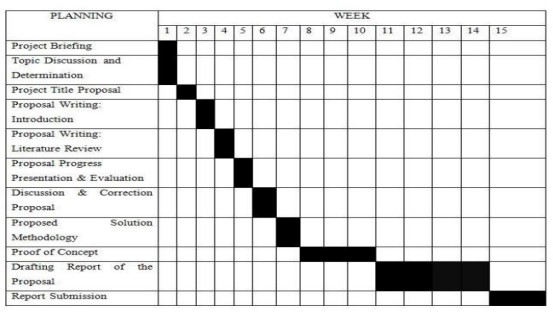 PLANNING WEEK
1 2 3 4 5 6 7 8 9 10 11 12 13 14 15
Project Briefing
Topic Discussion and
Determination
Project Title Proposal
Proposal Writing:
Introduction
Proposal Writing:
Literature Review
Proposal Progress
Presentation & Evaluation
Discussion & Correction
Proposal
Proposed Solution
Methodology
Proof of Concept
Drafting Report of the
Proposal
Report Submission